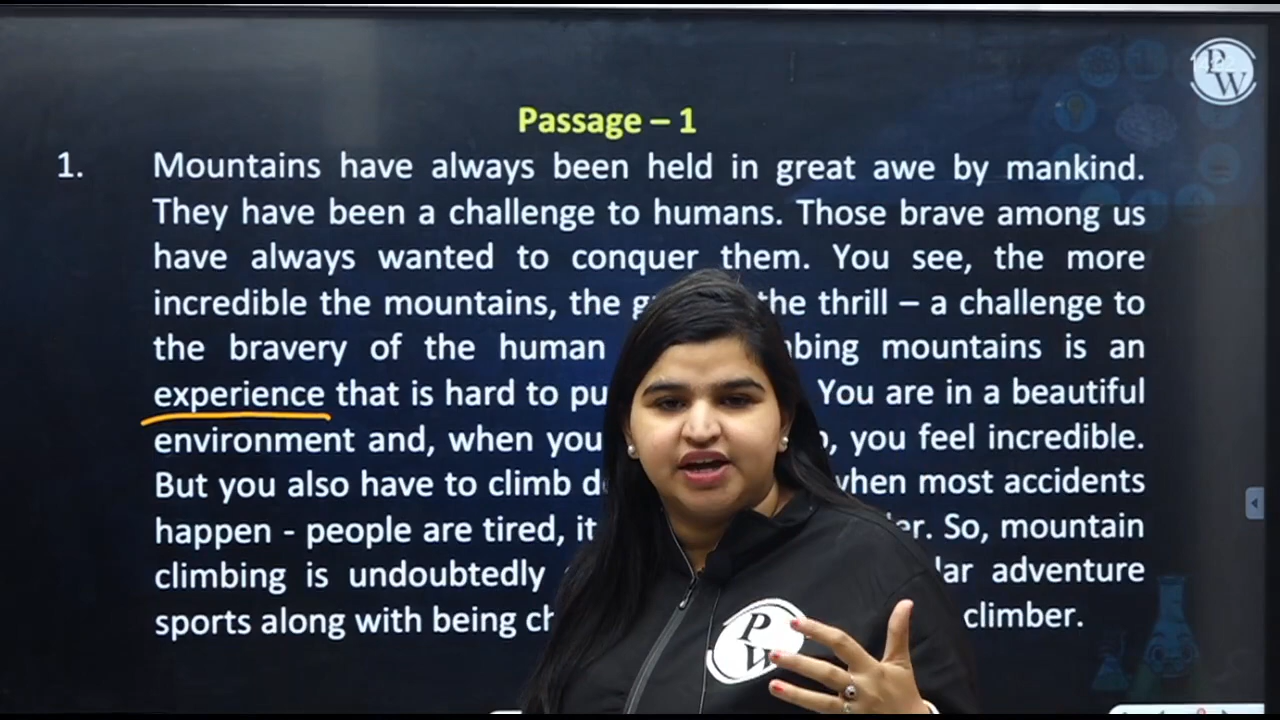 PW
Passage – 1
1. Mountains have always been held in great awe by mankind.
They have been a challenge to humans. Those brave among us
have always wanted to conquer them. You see, the more
incredible the mountains, the the thrill – a challenge to
the bravery of the human mountains is an
experience that is hard to You are in a beautiful
environment and, when you you feel incredible.
But you also have to climb when most accidents
happen - people are tired, it So, mountain
climbing is undoubtedly adventure
sports along with being climber.
PW